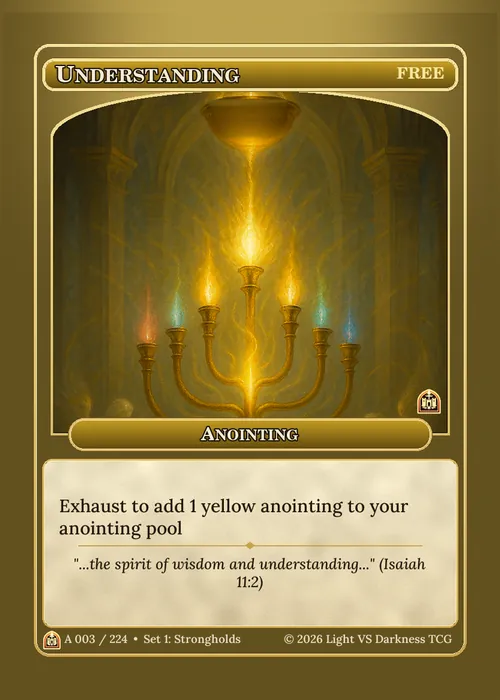 Understanding
FREE
Anointing
Exhaust to add 1 yellow anointing to your
anointing pool
"...the spirit of wisdom and understanding..." (Isaiah
11:2)
A 003 / 224 • Set 1: Strongholds
© 2026 Light VS Darkness TCG